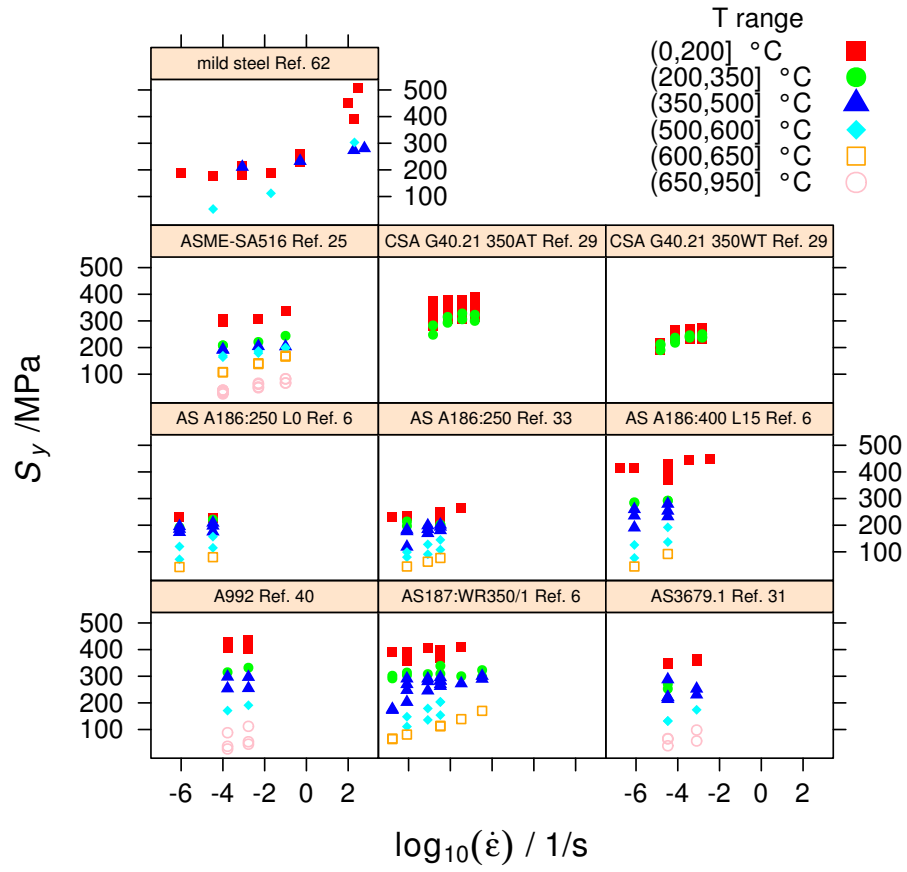 T range
(0,200] °C
(200,350] °C
(350,500] °C
(500,600] °C
(600,650] °C
(650,950] °C
mild steel Ref. 62
500
400
300
200
100
ASME-SA516 Ref. 25
CSA G40.21 350AT Ref. 29
CSA G40.21 350WT Ref. 29
500
400
300
200
100
AS A186:250 L0 Ref. 6
AS A186:250 Ref. 33
AS A186:400 L15 Ref. 6
500
400
300
200
100
A992 Ref. 40
AS187:WR350/1 Ref. 6
AS3679.1 Ref. 31
500
400
300
200
100
-6 -4 -2 0 2
-6 -4 -2 0 2
S_y /MPa
log₁₀(ε̇) / 1/s